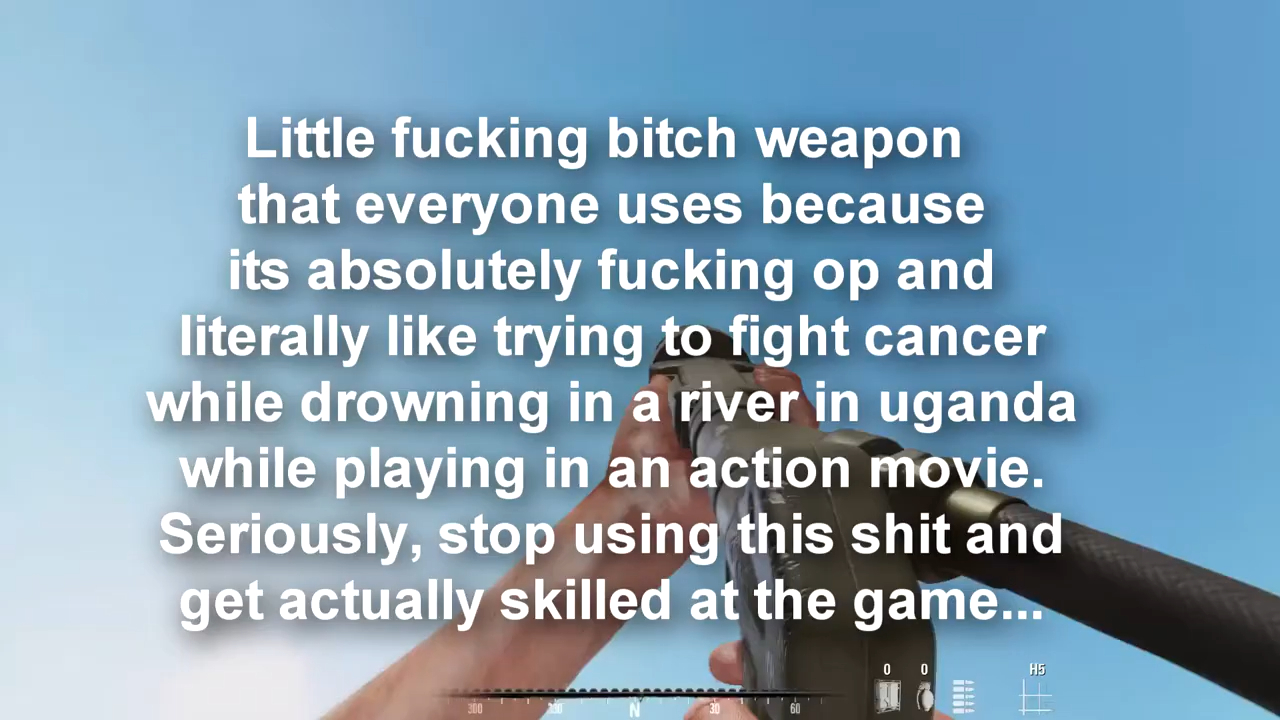 Little fucking bitch weapon
that everyone uses because
its absolutely fucking op and
literally like trying to fight cancer
while drowning in a river in uganda
while playing in an action movie.
Seriously, stop using this shit and
get actually skilled at the game...
0 0 H5
300 330 N 30 60